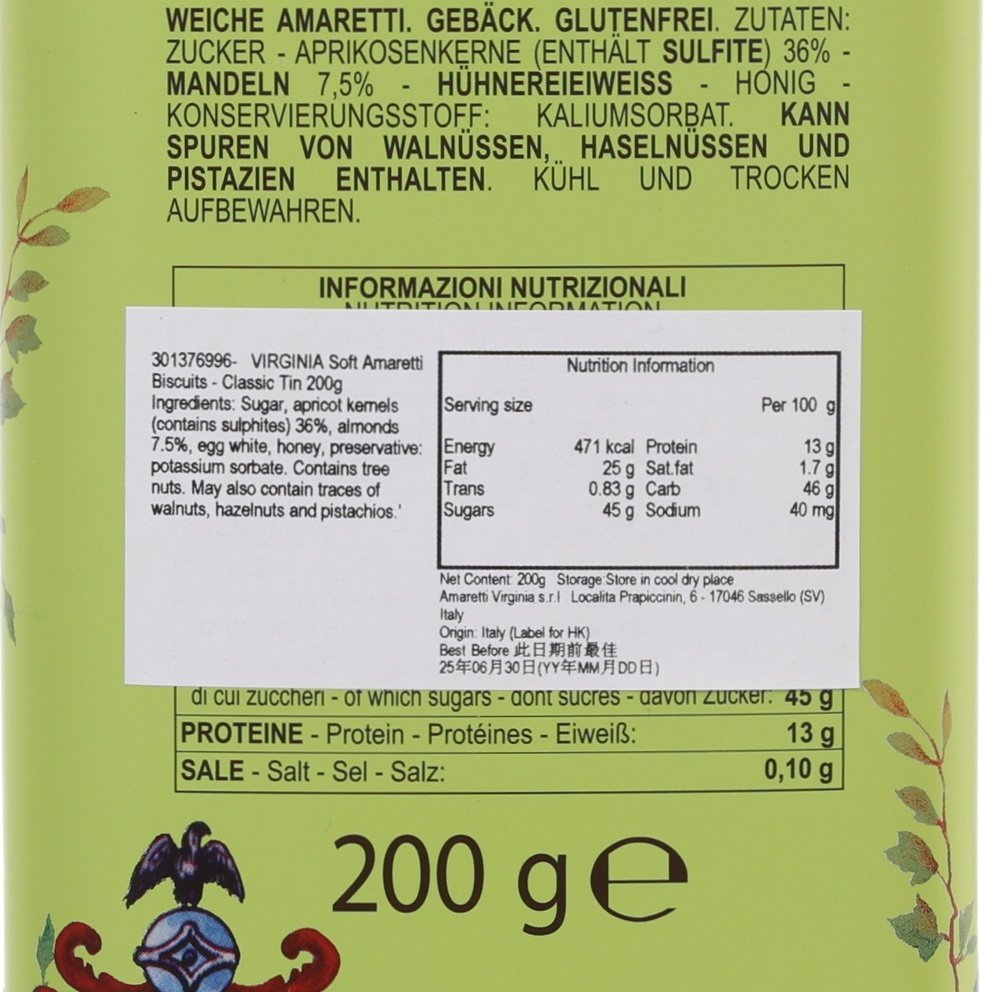 WEICHE AMARETTI. GEBÄCK. GLUTENFREI. ZUTATEN:
ZUCKER - APRIKOSENKERNE (ENTHÄLT SULFITE) 36% -
MANDELN 7,5% - HÜHNEREIEIWEISS - HONIG -
KONSERVIERUNGSSTOFF: KALIUMSORBAT. KANN
SPUREN VON WALNÜSSEN, HASELNÜSSEN UND
PISTAZIEN ENTHALTEN. KÜHL UND TROCKEN
AUFBEWAHREN.
INFORMAZIONI NUTRIZIONALI
NUTRITION INFORMATION
301376996- VIRGINIA Soft Amaretti
Biscuits - Classic Tin 200g
Ingredients: Sugar, apricot kernels
(contains sulphites) 36%, almonds
7.5%, egg white, honey, preservative:
potassium sorbate. Contains tree
nuts. May also contain traces of
walnuts, hazelnuts and pistachios.'
Nutrition Information
Serving size Per 100 g
Energy 471 kcal Protein 13 g
Fat 25 g Sat.fat 1.7 g
Trans 0.83 g Carb 46 g
Sugars 45 g Sodium 40 mg
Net Content: 200g Storage:Store in cool dry place
Amaretti Virginia s.r.l Localita Prapiccinin, 6 - 17046 Sassello (SV)
Italy
Origin: Italy (Label for HK)
Best Before 此日期前最佳
25年06月30日(YY年MM月DD日)
di cui zuccheri - of which sugars - dont sucres - davon Zucker: 45 g
PROTEINE - Protein - Protéines - Eiweiß: 13 g
SALE - Salt - Sel - Salz: 0,10 g
200 g e